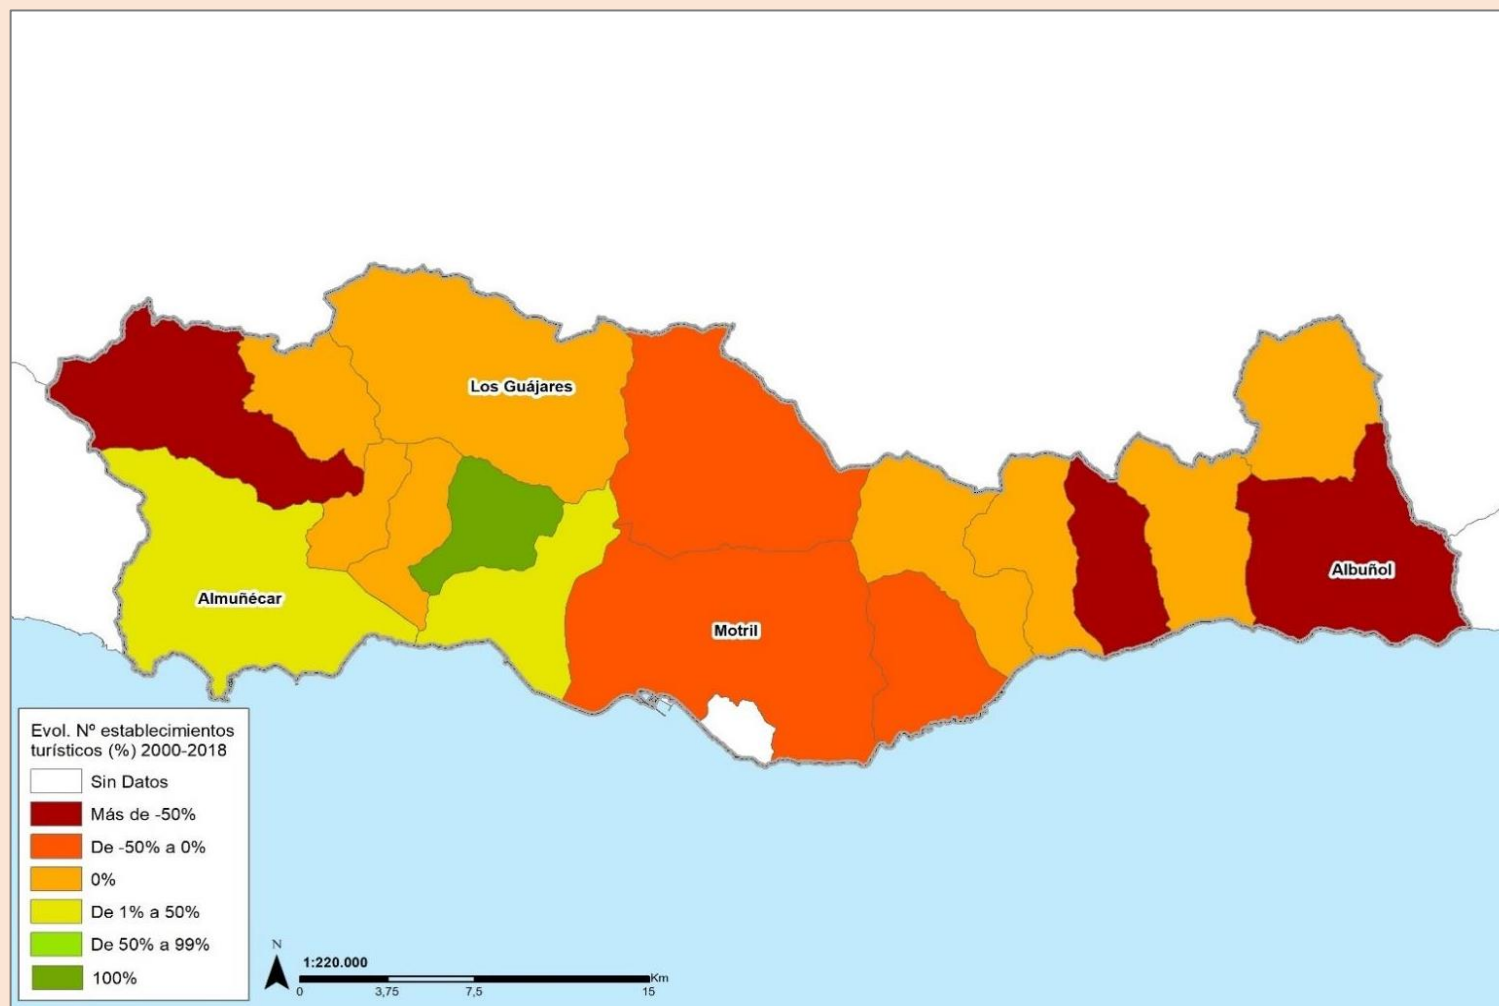 Los Guájares
Albuñol
Almuñécar
Motril
Evol. Nº establecimientos
turísticos (%) 2000-2018
Sin Datos
Más de -50%
De -50% a 0%
0%
De 1% a 50%
De 50% a 99%
100%
N
1:220.000
Km
0 3,75 7,5 15